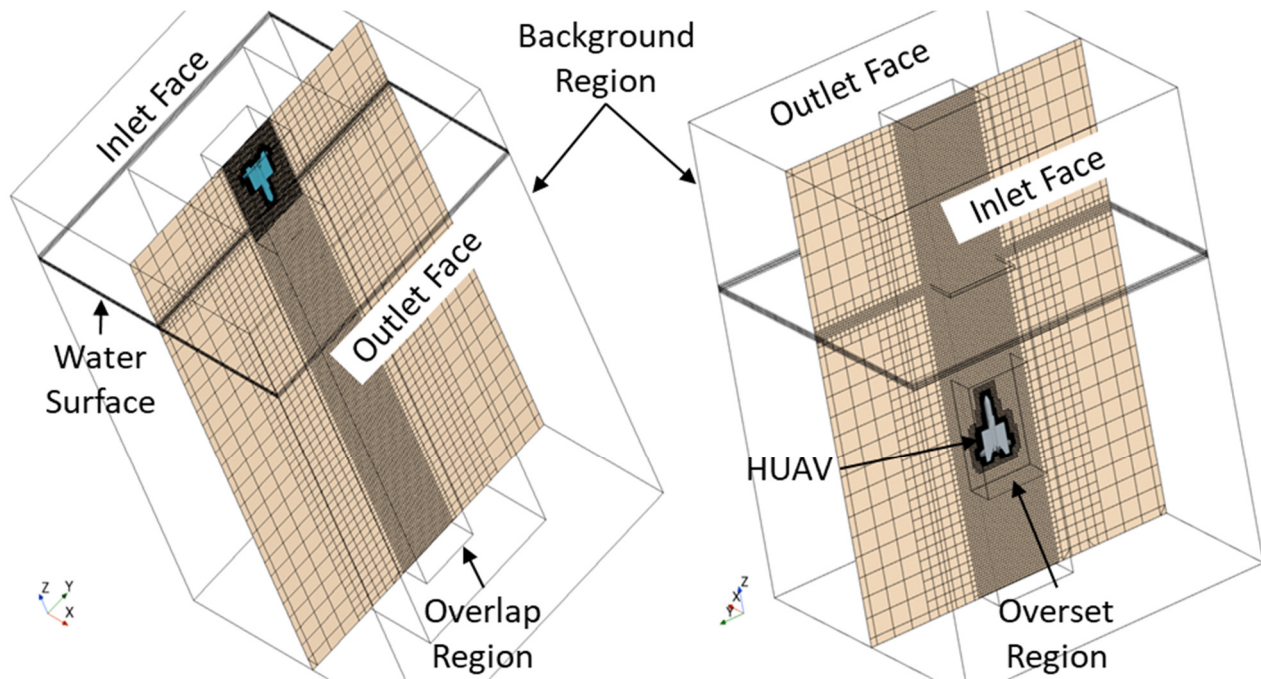 Background
Region
Inlet Face
Outlet Face
Water
Surface
Overlap
Region
Z
Y
X
Outlet Face
Inlet Face
HUAV
Overset
Region
Z
X
Y